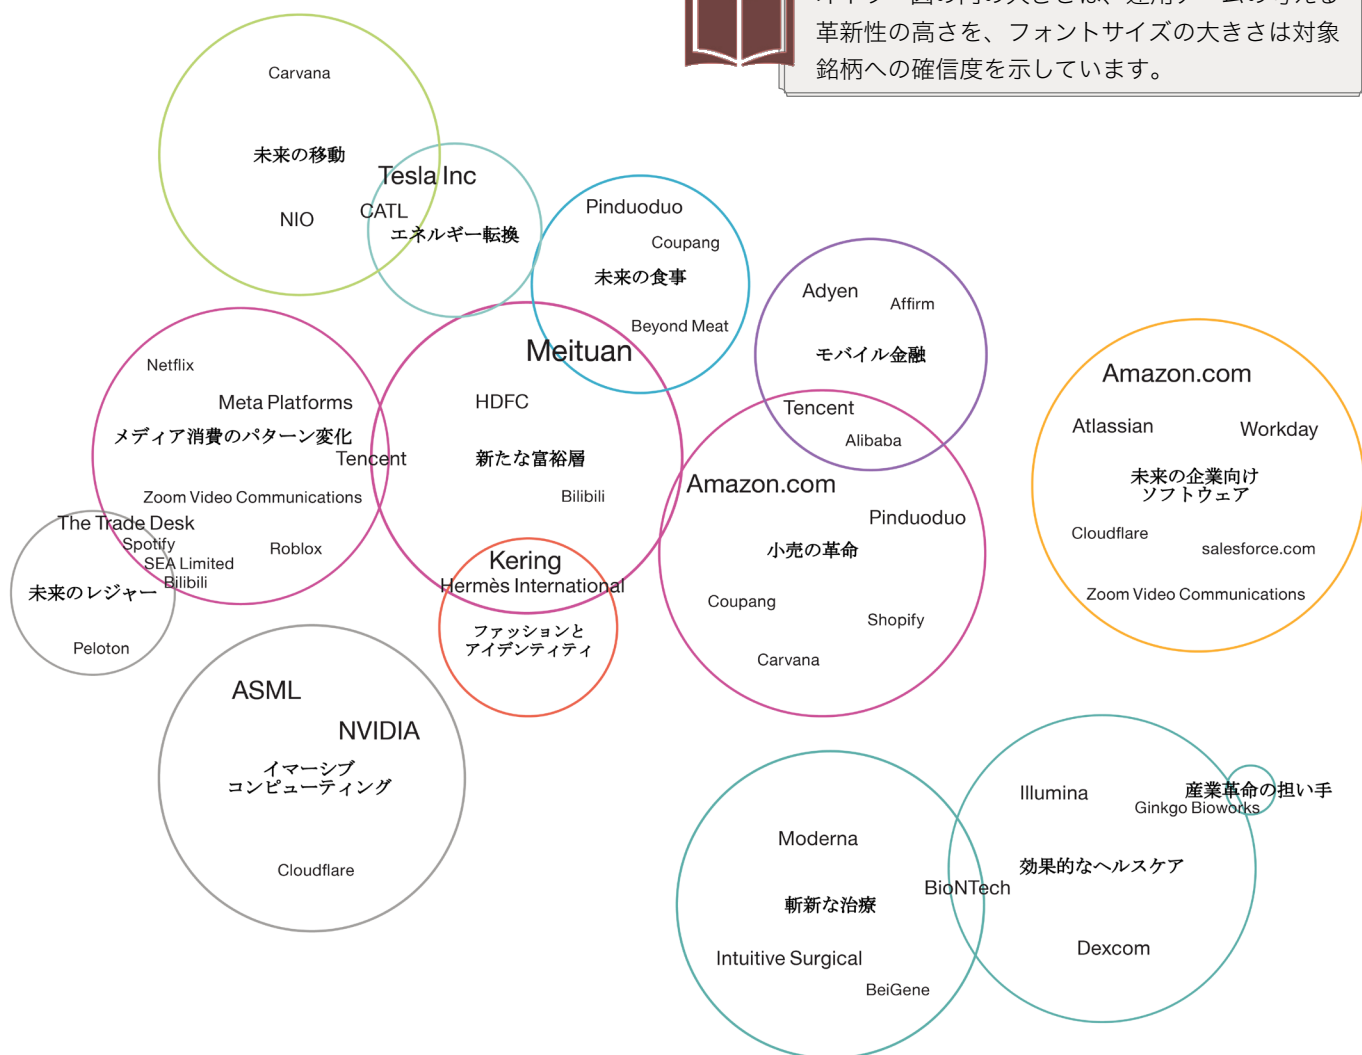 革新性の高さを、フォントサイズの大きさは対象
銘柄への確信度を示しています。
Carvana
未来の移動
NIO
Tesla Inc
CATL
エネルギー転換
Pinduoduo
Coupang
未来の食事
Beyond Meat
Adyen
Affirm
モバイル金融
Tencent
Alibaba
Netflix
Meta Platforms
メディア消費のパターン変化
Tencent
Zoom Video Communications
The Trade Desk
Spotify
SEA Limited
Bilibili
Roblox
未来のレジャー
Peloton
Meituan
HDFC
新たな富裕層
Bilibili
Kering
Hermès International
ファッションと
アイデンティティ
Amazon.com
Pinduoduo
小売の革命
Coupang
Shopify
Carvana
Amazon.com
Atlassian
Workday
未来の企業向け
ソフトウェア
Cloudflare
salesforce.com
Zoom Video Communications
ASML
NVIDIA
イマーシブ
コンピューティング
Cloudflare
Moderna
斬新な治療
BioNTech
Intuitive Surgical
BeiGene
Illumina
産業革命の担い手
Ginkgo Bioworks
効果的なヘルスケア
Dexcom